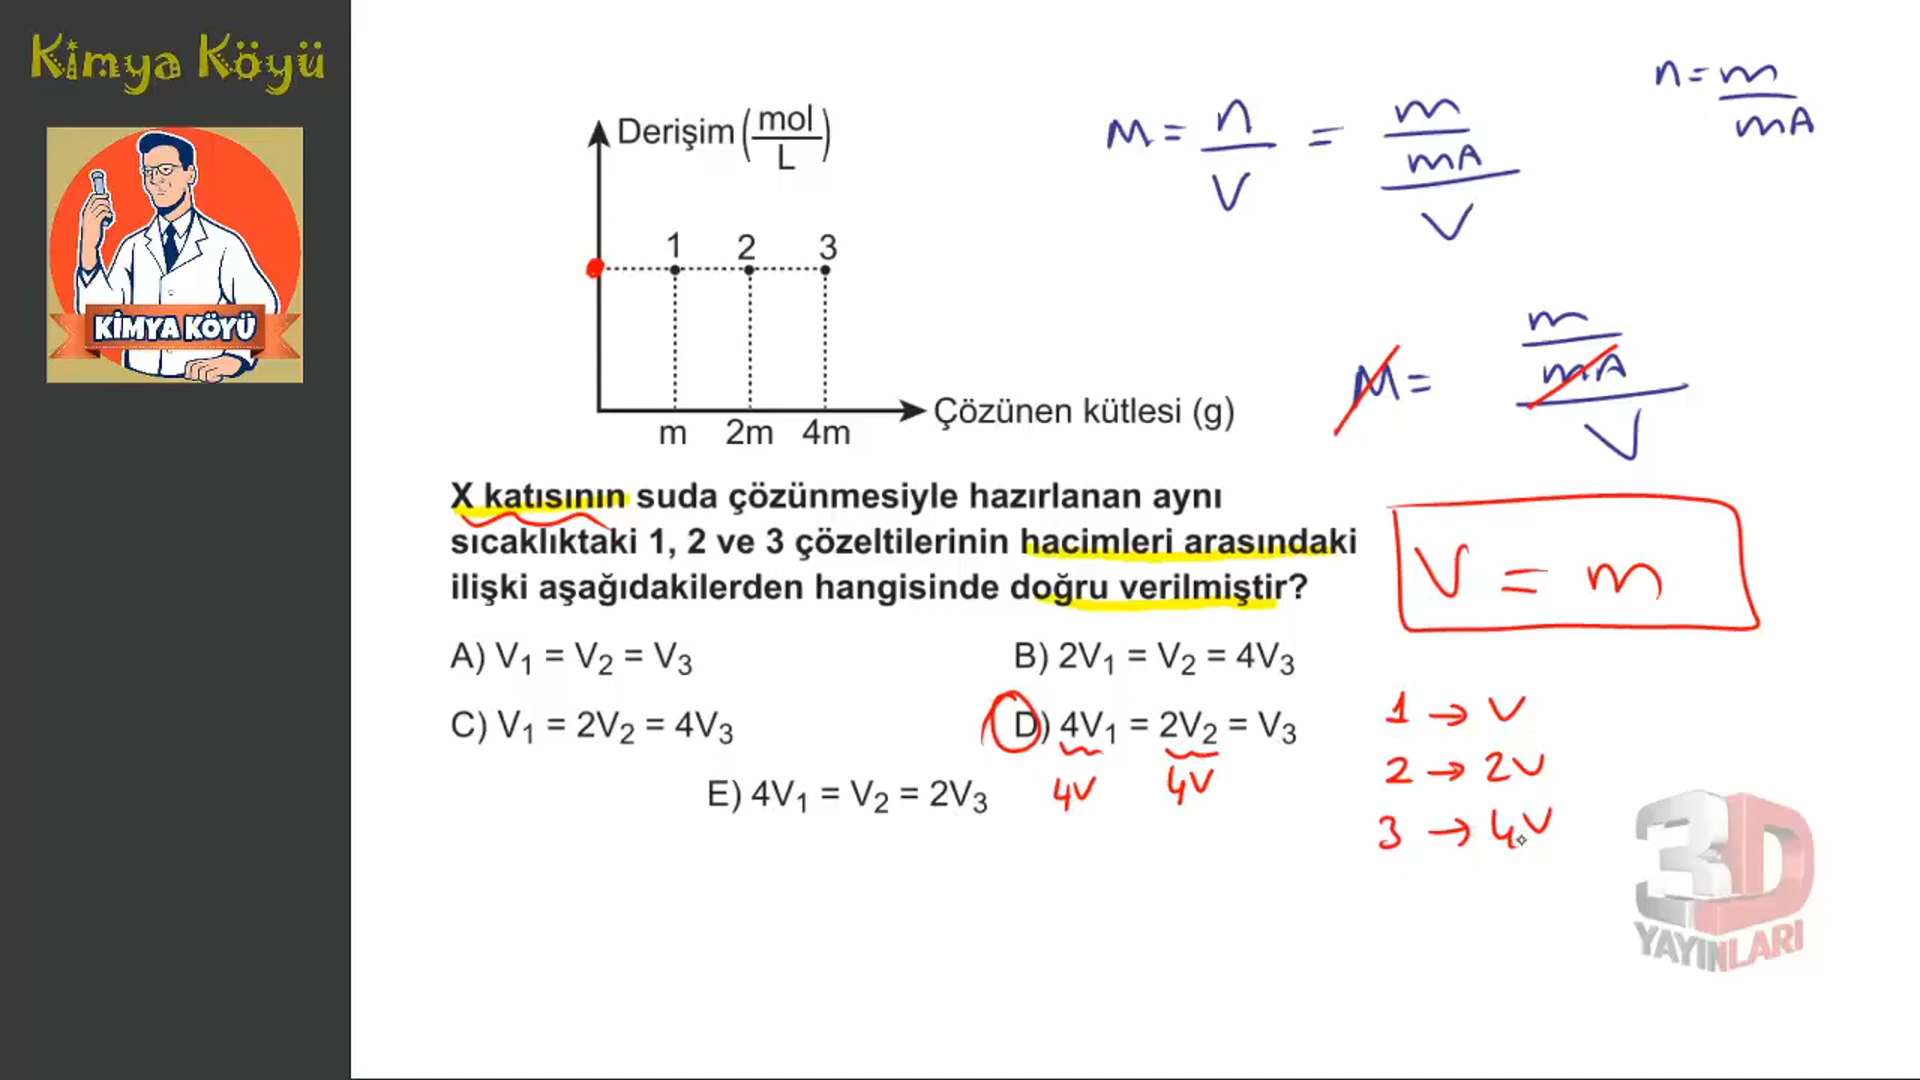 Kimya Köyü
KİMYA KÖYÜ
Derişim (mol/L)
1 2 3
m 2m 4m
Çözünen kütlesi (g)
M = n/V = (m/mA)/V
n = m/mA
M = (m/mA)/V
X katısının suda çözünmesiyle hazırlanan aynı
sıcaklıktaki 1, 2 ve 3 çözeltilerinin hacimleri arasındaki
ilişki aşağıdakilerden hangisinde doğru verilmiştir?
V = m
A) V₁ = V₂ = V₃
B) 2V₁ = V₂ = 4V₃
C) V₁ = 2V₂ = 4V₃
D) 4V₁ = 2V₂ = V₃
4V 4V
E) 4V₁ = V₂ = 2V₃
1 → V
2 → 2V
3 → 4V
3D
YAYINLARI